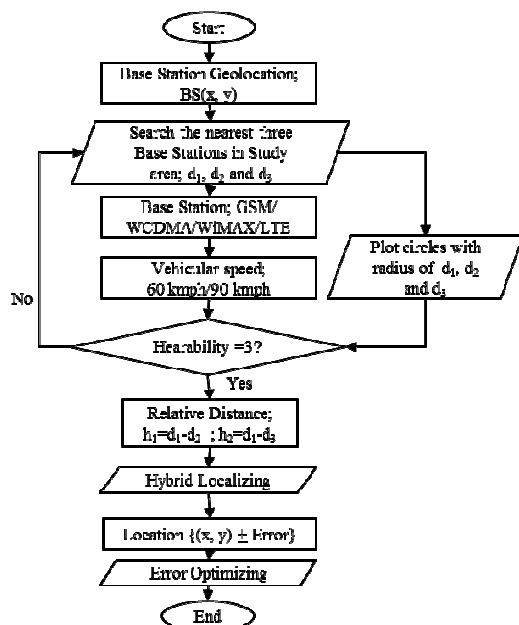 Start
Base Station Geolocation;
BS(x, y)
Search the nearest three
Base Stations in Study
area; d₁, d₂ and d₃
Base Station; GSM/
WCDMA/WiMAX/LTE
Vehicular speed;
60 kmph/90 kmph
Plot circles with
radius of d₁, d₂
and d₃
No
Hearability =3?
Yes
Relative Distance;
h₁=d₁-d₂ ; h₂=d₁-d₃
Hybrid Localizing
Location {(x, y) ± Error}
Error Optimizing
End